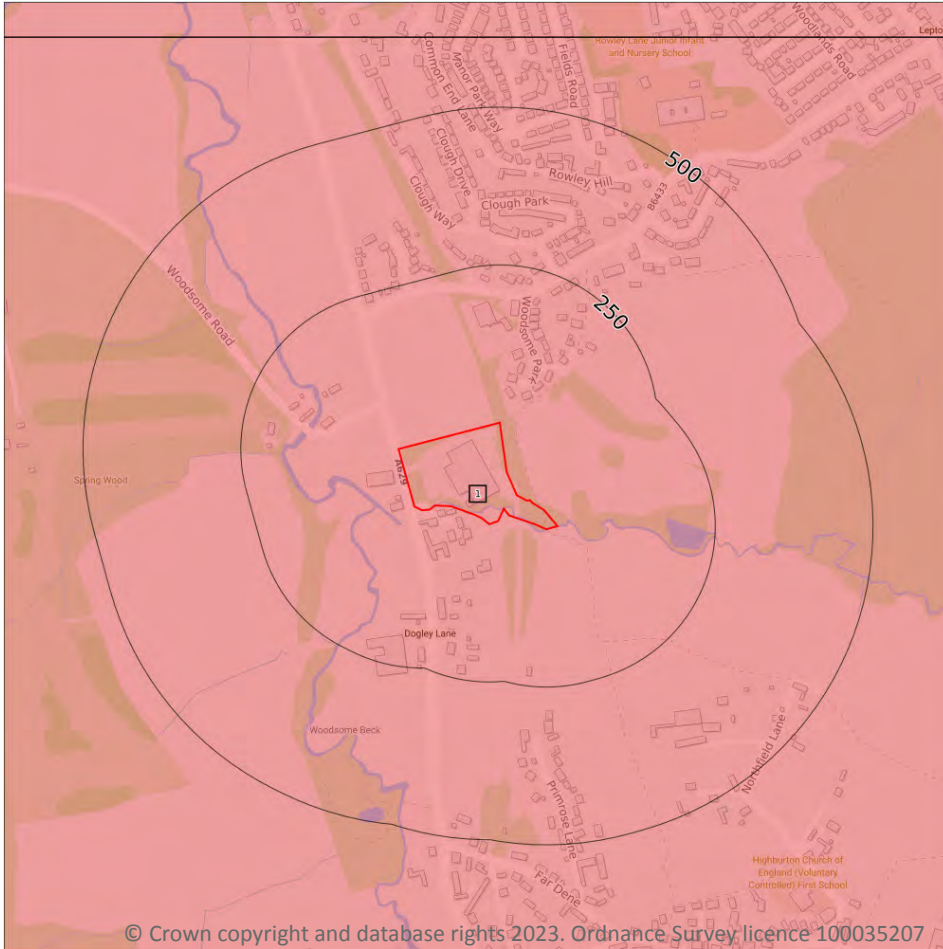 Woodlands Road
Lepto
Rowley Lane Junior Infant
and Nursery School
Fields Road
Manor Park Way
Common End Lane
Clough Drive
500
Rowley Hill
Clough Way
Clough Park
B6433
Woodsome Road
250
Woodsome Park
A629
Spring Wood
1
Dogley Lane
Woodsome Beck
Northfield Lane
Primrose Lane
Far Dene
Highburton Church of
England (Voluntary
Controlled) First School
© Crown copyright and database rights 2023. Ordnance Survey licence 100035207